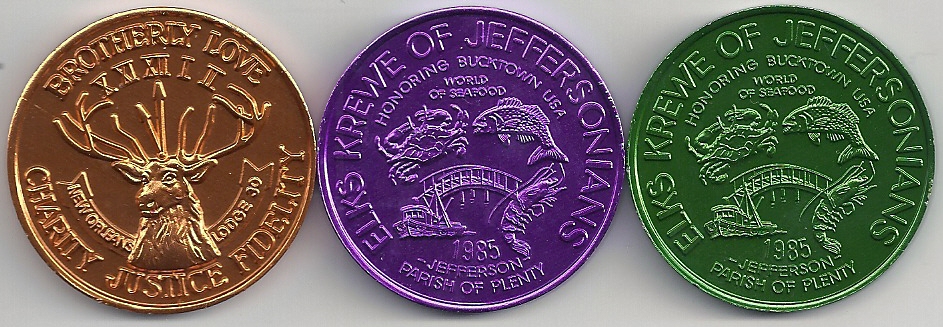 BROTHERLY LOVE
XI XII I II
NEW ORLEANS
LODGE 30
CHARITY JUSTICE FIDELITY
ELKS KREWE OF JEFFERSONIANS
HONORING BUCKTOWN USA
WORLD
OF SEAFOOD
1985
JEFFERSON
PARISH OF PLENTY
ELKS KREWE OF JEFFERSONIANS
HONORING BUCKTOWN USA
WORLD
OF SEAFOOD
1985
JEFFERSON
PARISH OF PLENTY